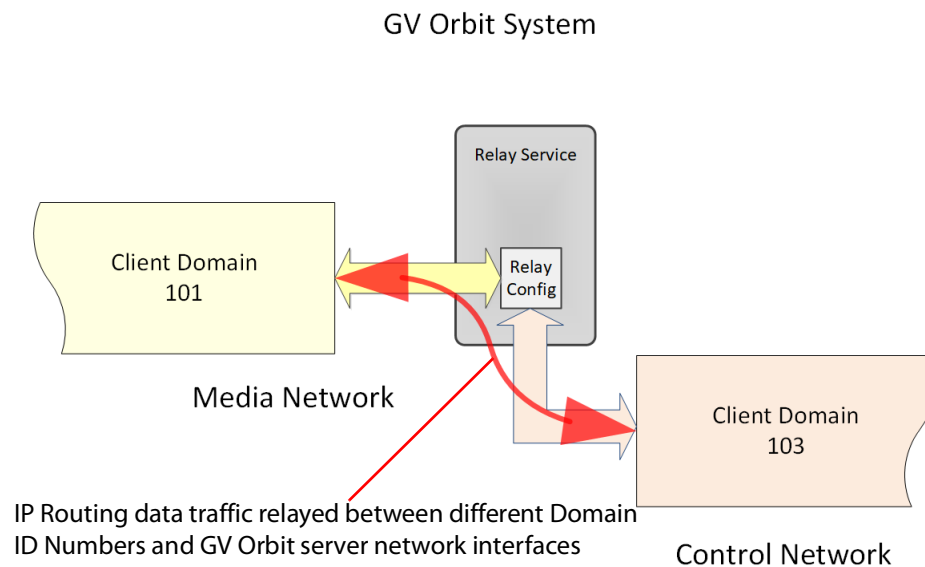 GV Orbit System
Relay Service
Client Domain
101
Relay
Config
Media Network
Client Domain
103
IP Routing data traffic relayed between different Domain
ID Numbers and GV Orbit server network interfaces
Control Network